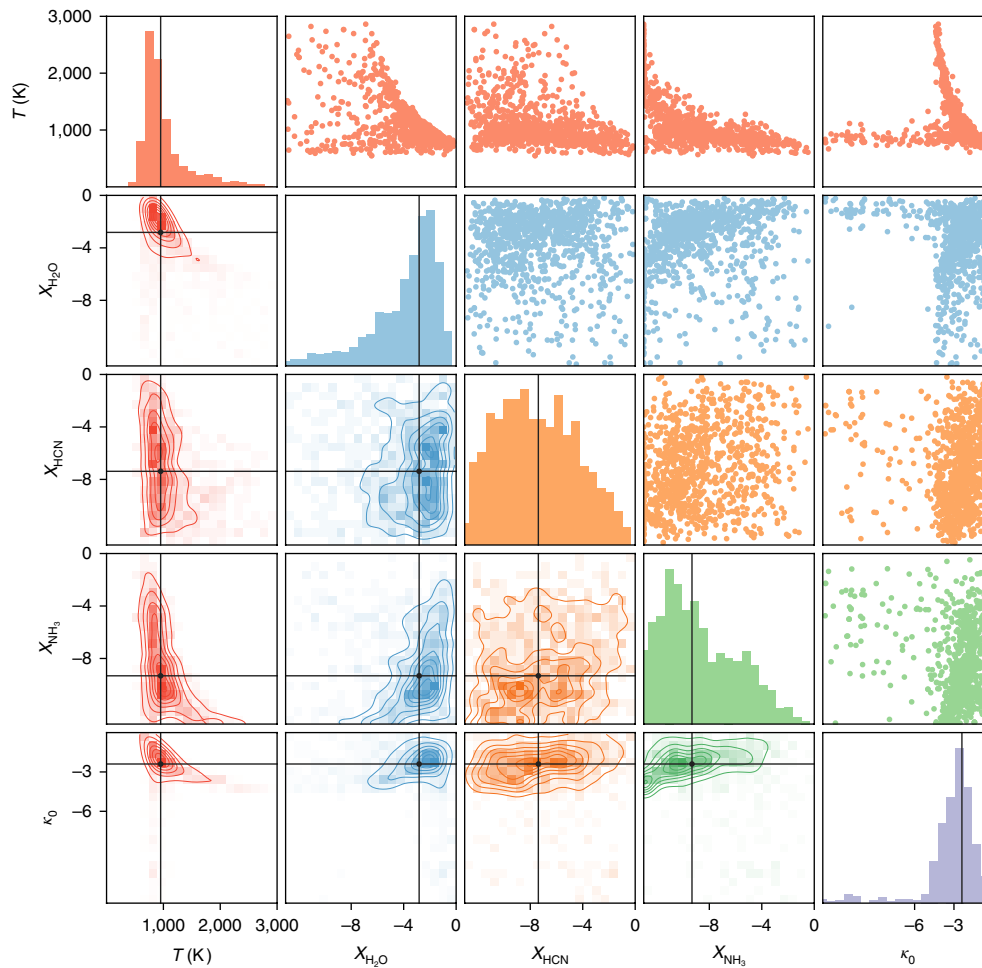 3,000
2,000
1,000
T (K)
0
−4
−8
X_H₂O
0
−4
−8
X_HCN
0
−4
−8
X_NH₃
−3
−6
κ₀
1,000 2,000 3,000 −8 −4 0 −8 −4 0 −8 −4 0 −6 −3
T (K) X_H₂O X_HCN X_NH₃ κ₀